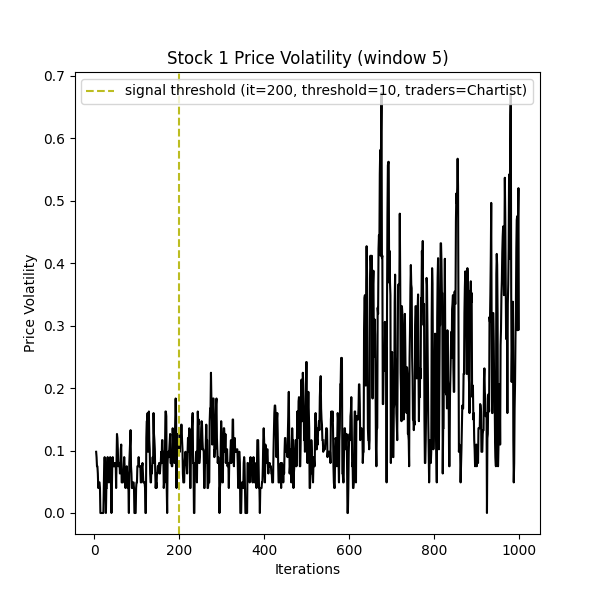 Stock 1 Price Volatility (window 5)
signal threshold (it=200, threshold=10, traders=Chartist)
0.7
0.6
0.5
0.4
0.3
0.2
0.1
0.0
Price Volatility
0 200 400 600 800 1000
Iterations